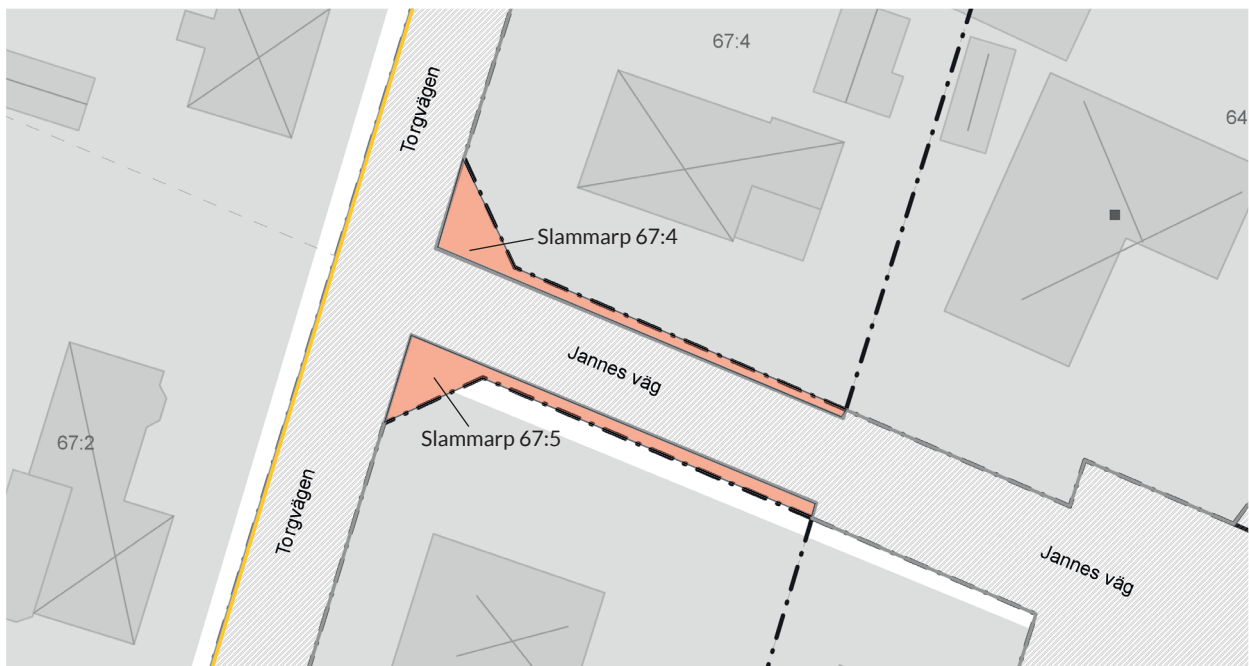 67:4
Torgvägen
64
Slammarp 67:4
Jannes väg
67:2
Slammarp 67:5
Torgvägen
Jannes väg